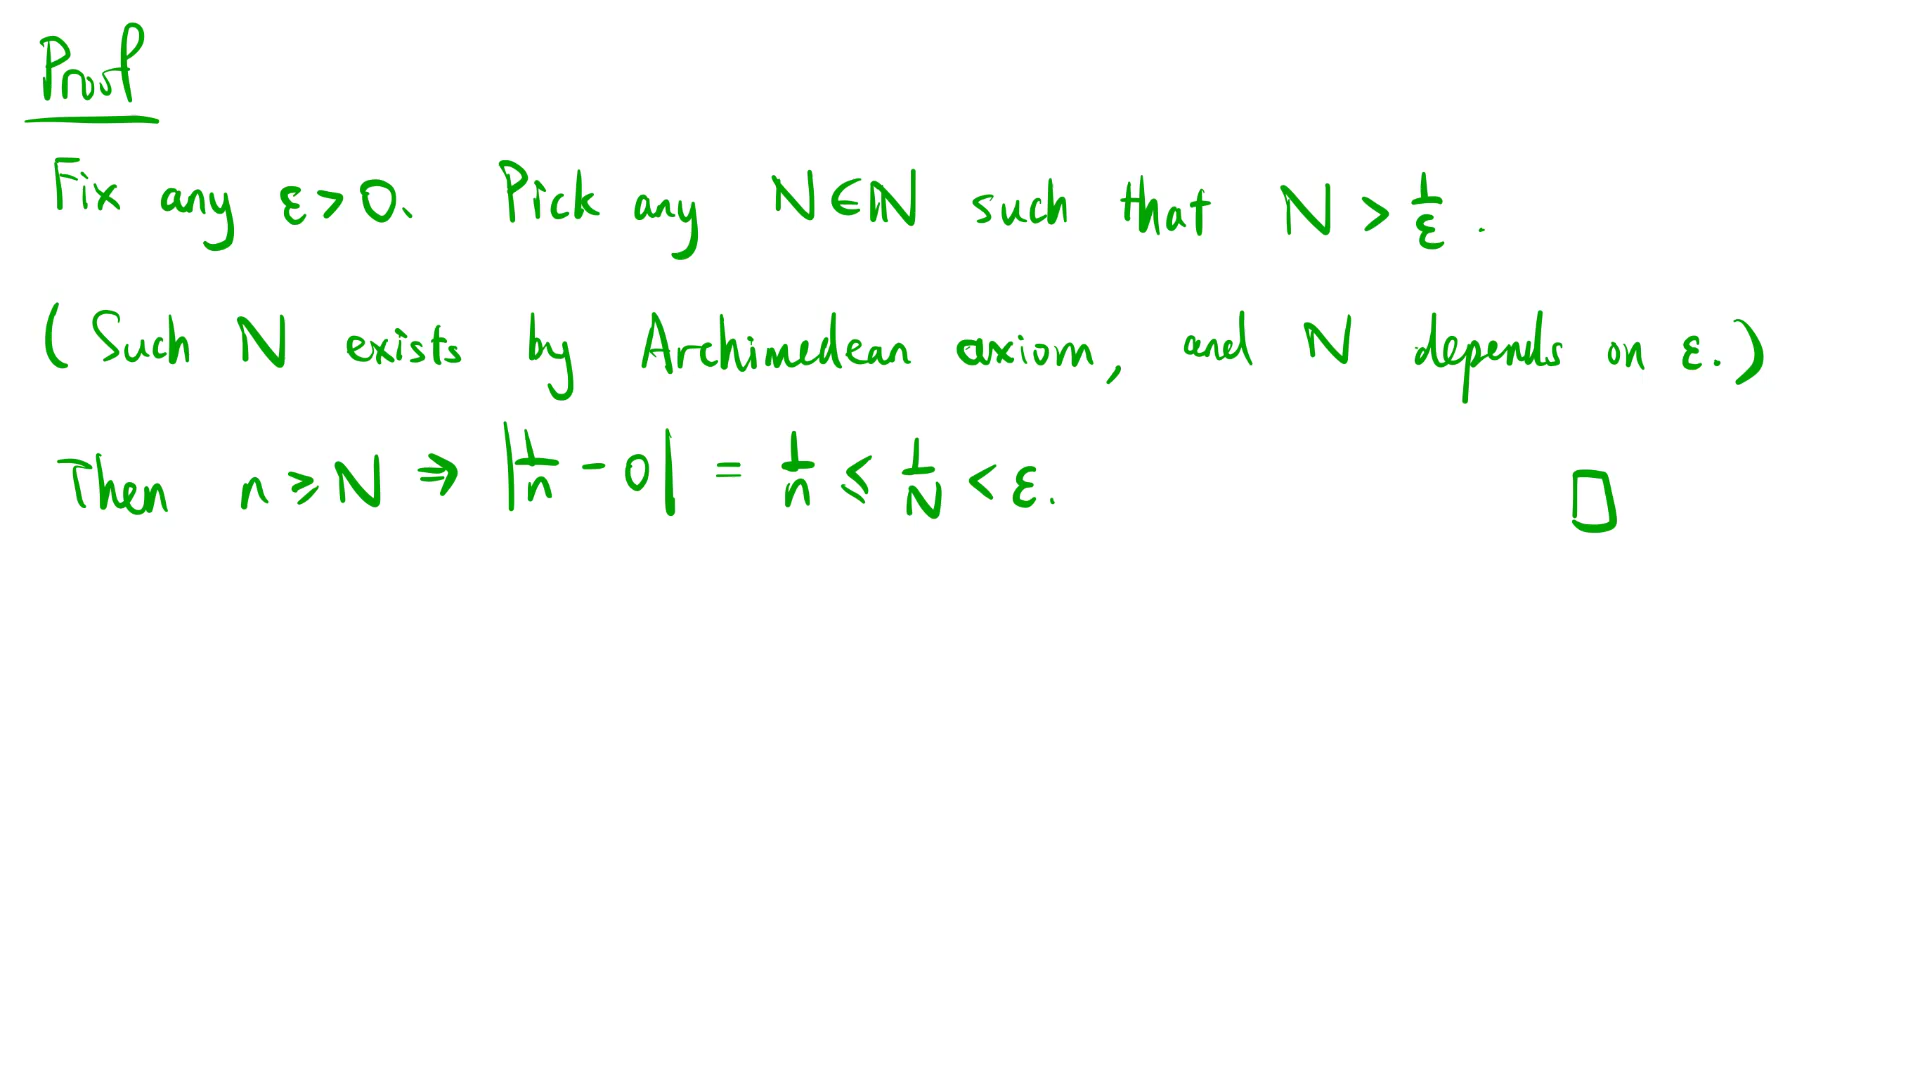 Proof
Fix any ε>0. Pick any N∈ℕ such that N > 1/ε.
(Such N exists by Archimedean axiom, and N depends on ε.)
Then n ≥ N ⇒ |1/n - 0| = 1/n ≤ 1/N < ε. □